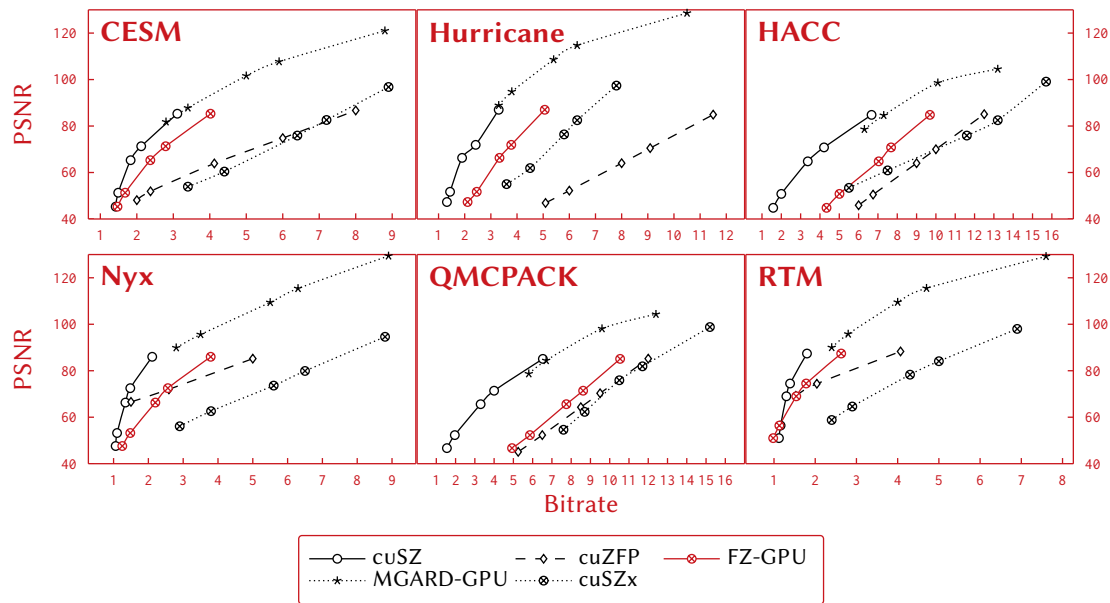 CESM
Hurricane
HACC
PSNR
120
100
80
60
40
120
100
80
60
40
1 2 3 4 5 6 7 8 9
1 2 3 4 5 6 7 8 9 10 11 12
1 2 3 4 5 6 7 8 9 10 11 12 13 14 15 16
Nyx
QMCPACK
RTM
PSNR
120
100
80
60
40
120
100
80
60
40
1 2 3 4 5 6 7 8 9
1 2 3 4 5 6 7 8 9 10 11 12 13 14 15 16
1 2 3 4 5 6 7 8
Bitrate
cuSZ cuZFP FZ-GPU
MGARD-GPU cuSZx